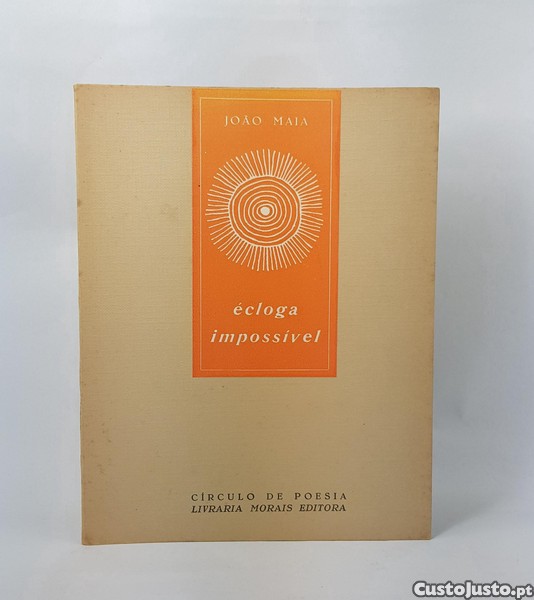 JOÃO MAIA
écloga
impossível
CÍRCULO DE POESIA
LIVRARIA MORAIS EDITORA
CustoJusto.pt